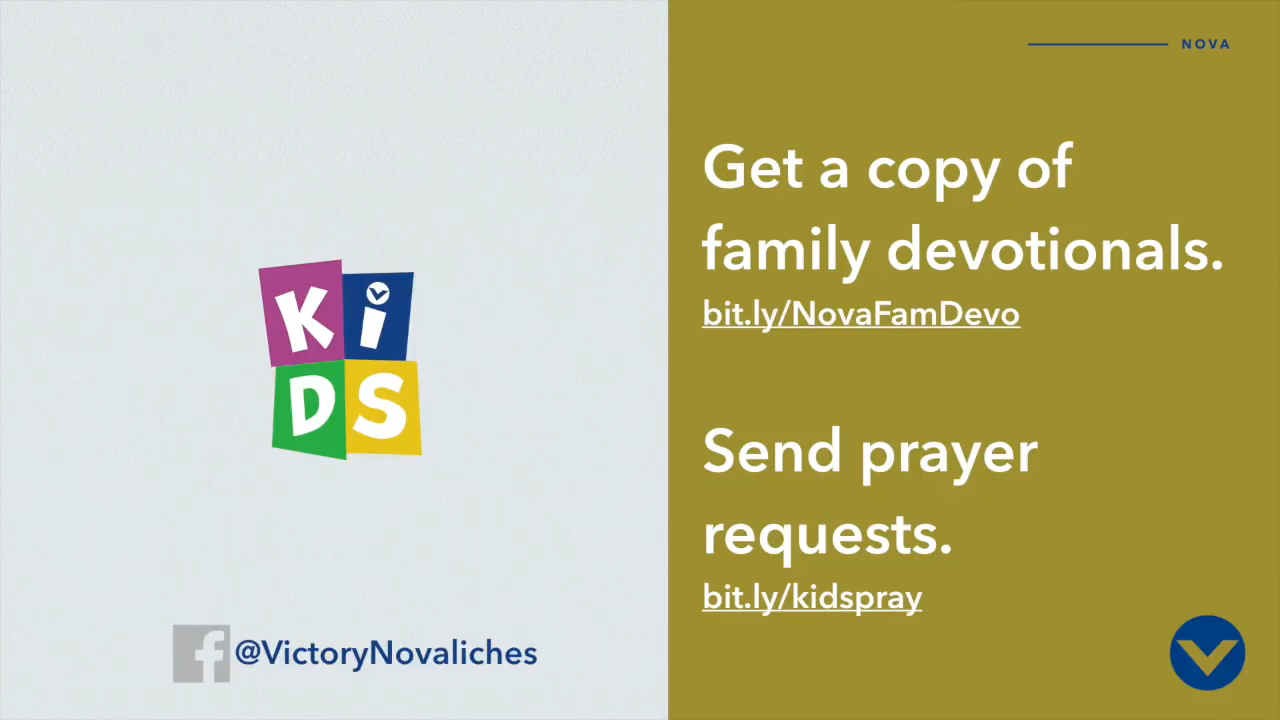 KiDS
@VictoryNovaliches
NOVA
Get a copy of
family devotionals.
bit.ly/NovaFamDevo
Send prayer
requests.
bit.ly/kidspray